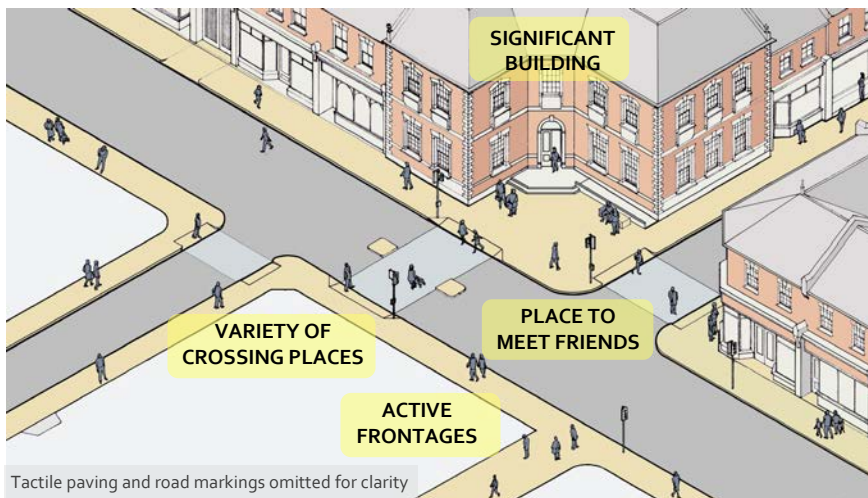 SIGNIFICANT
BUILDING
VARIETY OF
CROSSING PLACES
PLACE TO
MEET FRIENDS
ACTIVE
FRONTAGES
Tactile paving and road markings omitted for clarity